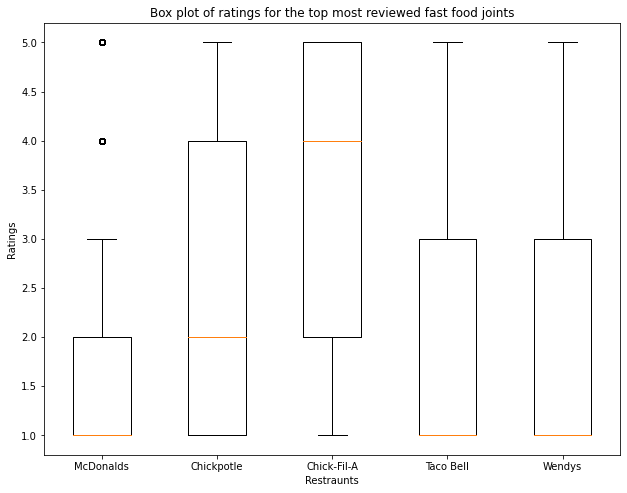 Box plot of ratings for the top most reviewed fast food joints
5.0
4.5
4.0
3.5
3.0
2.5
2.0
1.5
1.0
Ratings
McDonalds Chickpotle Chick-Fil-A Taco Bell Wendys
Restraunts